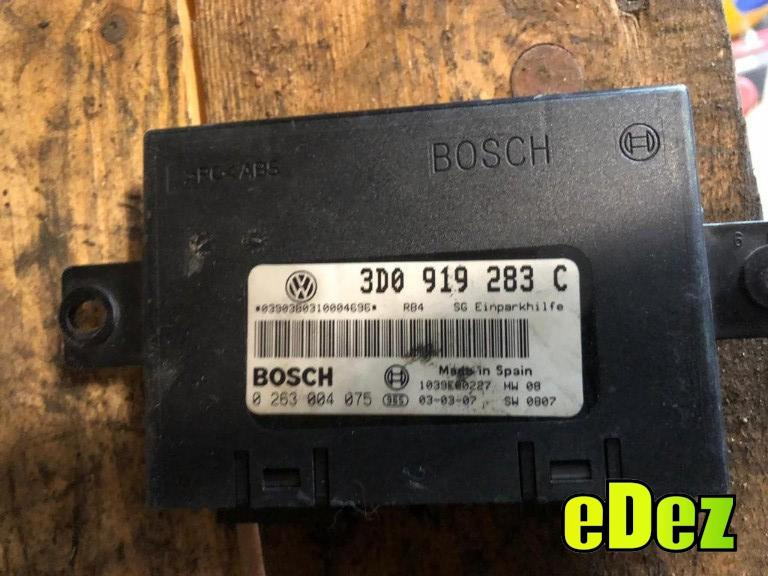 BOSCH
3D0 919 283 C
*03903B0310004696* RB4 SG Einparkhilfe
BOSCH Made in Spain
1039E00227 HW 08
0 263 004 075 03-03-07 SW 0807
eDez